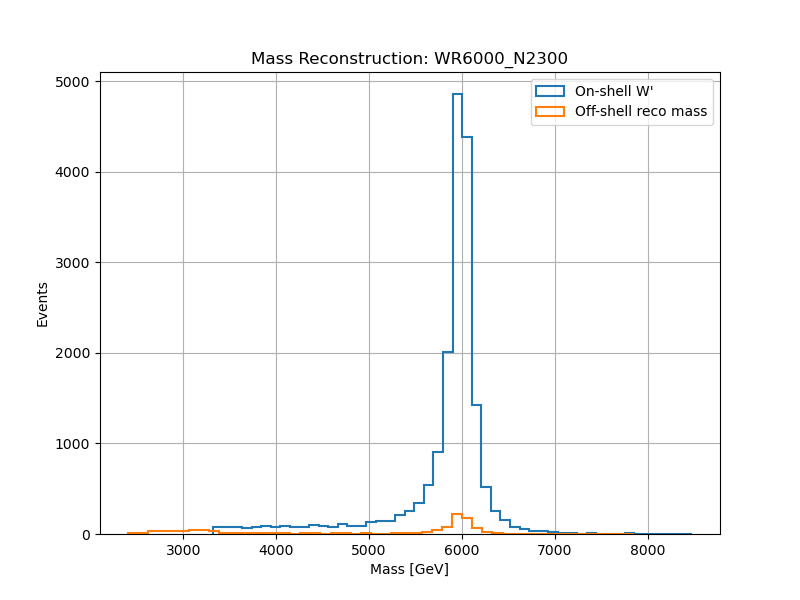 Mass Reconstruction: WR6000_N2300
On-shell W'
Off-shell reco mass
5000
4000
3000
2000
1000
0
Events
3000 4000 5000 6000 7000 8000
Mass [GeV]